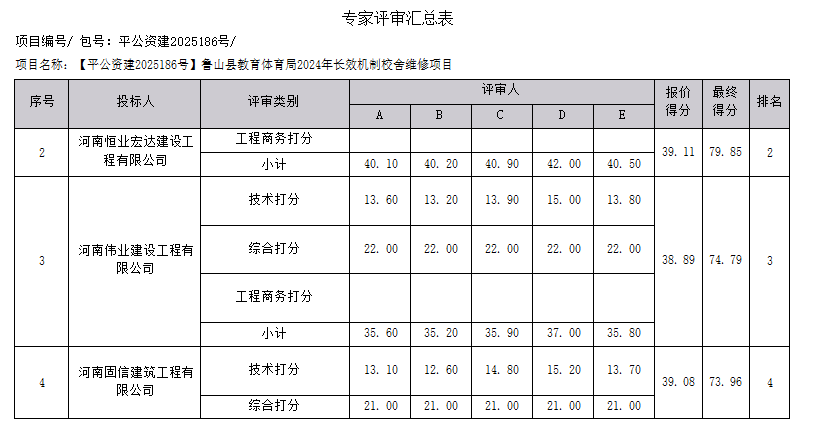 专家评审汇总表
项目编号/ 包号：平公资建2025186号/
项目名称：【平公资建2025186号】鲁山县教育体育局2024年长效机制校舍维修项目
序号 投标人 评审类别 评审人 报价得分 最终得分 排名
A B C D E
2 河南恒业宏达建设工程有限公司 工程商务打分 39.11 79.85 2
小计 40.10 40.20 40.90 42.00 40.50
3 河南伟业建设工程有限公司 技术打分 13.60 13.20 13.90 15.00 13.80 38.89 74.79 3
综合打分 22.00 22.00 22.00 22.00 22.00
工程商务打分
小计 35.60 35.20 35.90 37.00 35.80
4 河南固信建筑工程有限公司 技术打分 13.10 12.60 14.80 15.20 13.70 39.08 73.96 4
综合打分 21.00 21.00 21.00 21.00 21.00